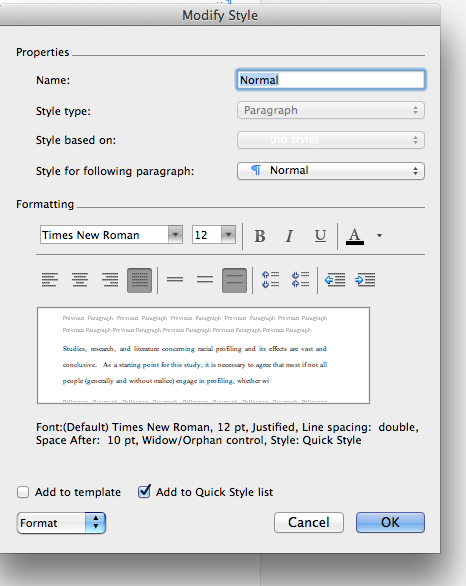 Modify Style
Properties
Name: Normal
Style type: Paragraph
Style based on: (no style)
Style for following paragraph: ¶ Normal
Formatting
Times New Roman 12 B I U A
Previous Paragraph Previous Paragraph Previous Paragraph Previous Paragraph Previous Paragraph
Previous Paragraph Previous Paragraph Previous Paragraph Previous Paragraph Previous Paragraph
Studies, research, and literature concerning racial profiling and its effects are vast and
conclusive. As a starting point for this study, it is necessary to agree that most if not all
people (generally and without malice) engage in profiling, whether wi
Font:(Default) Times New Roman, 12 pt, Justified, Line spacing: double,
Space After: 10 pt, Widow/Orphan control, Style: Quick Style
Add to template Add to Quick Style list
Format Cancel OK